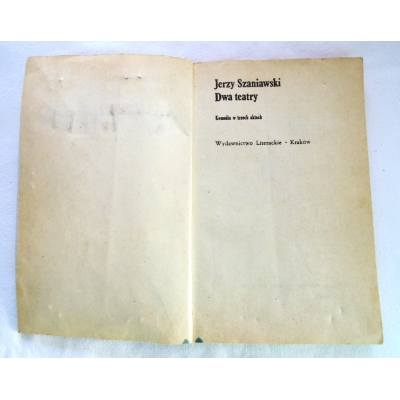 Jerzy Szaniawski
Dwa teatry
Komedia w trzech aktach
Wydawnictwo Literackie - Kraków